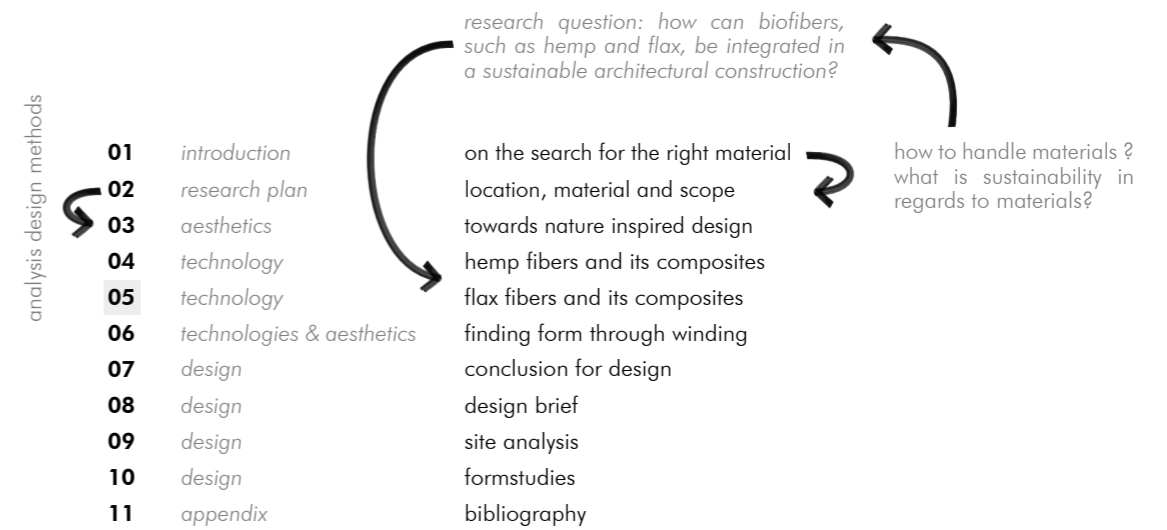 research question: how can biofibers,
such as hemp and flax, be integrated in
a sustainable architectural construction?
analysis design methods
01 introduction on the search for the right material
02 research plan location, material and scope
03 aesthetics towards nature inspired design
04 technology hemp fibers and its composites
05 technology flax fibers and its composites
06 technologies & aesthetics finding form through winding
07 design conclusion for design
08 design design brief
09 design site analysis
10 design formstudies
11 appendix bibliography
how to handle materials ?
what is sustainability in
regards to materials?